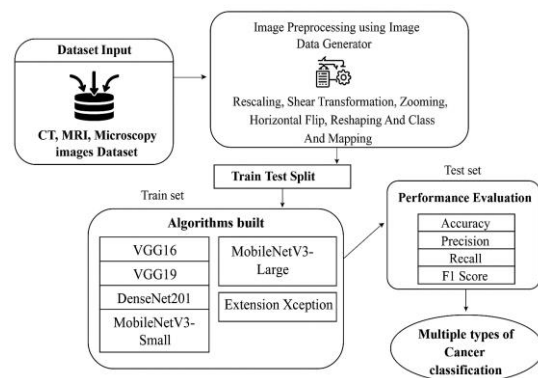 Dataset Input
CT, MRI, Microscopy
images Dataset
Image Preprocessing using Image
Data Generator
Rescaling, Shear Transformation, Zooming,
Horizontal Flip, Reshaping And Class
And Mapping
Train Test Split
Train set
Algorithms built
VGG16
VGG19
DenseNet201
MobileNetV3-
Small
MobileNetV3-
Large
Extension Xception
Test set
Performance Evaluation
Accuracy
Precision
Recall
F1 Score
Multiple types of
Cancer
classification